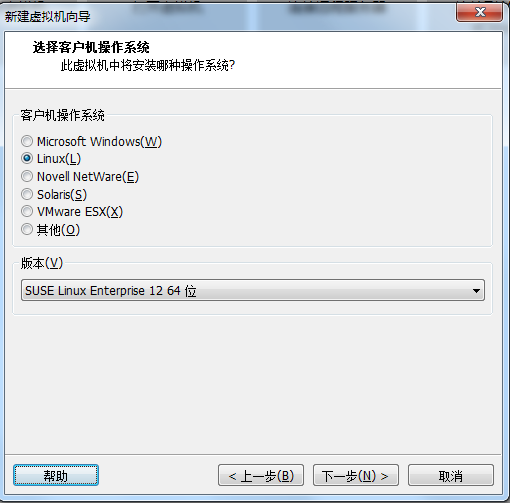 新建虚拟机向导
选择客户机操作系统
此虚拟机中将安装哪种操作系统?
客户机操作系统
Microsoft Windows(W)
Linux(L)
Novell NetWare(E)
Solaris(S)
VMware ESX(X)
其他(O)
版本(V)
SUSE Linux Enterprise 12 64 位
帮助
< 上一步(B)
下一步(N) >
取消